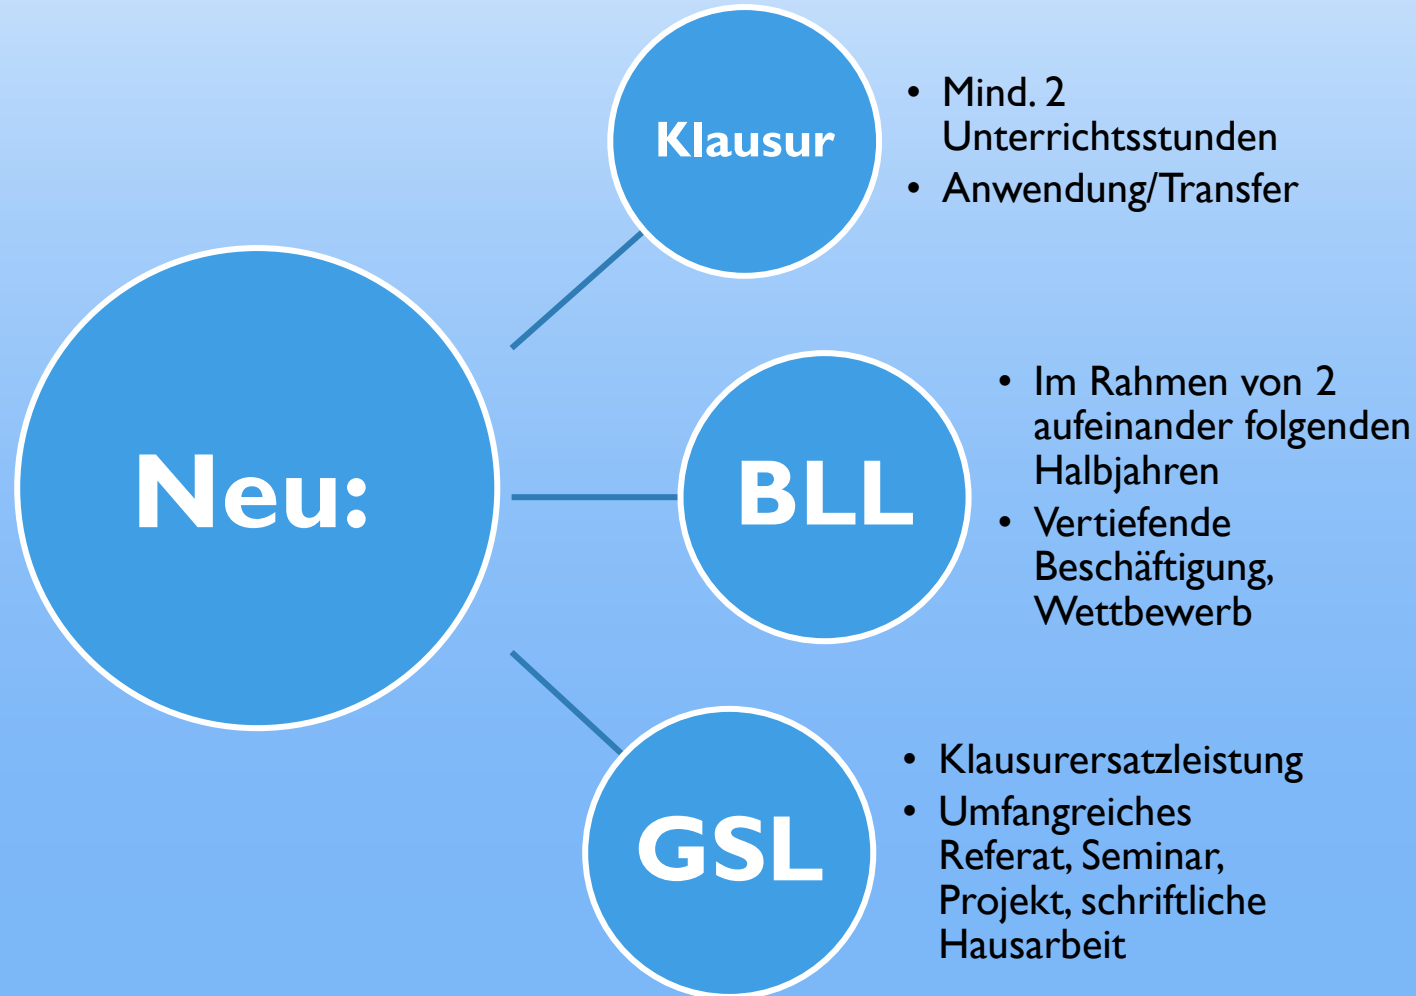 Neu:
Klausur
• Mind. 2
Unterrichtsstunden
• Anwendung/Transfer
BLL
• Im Rahmen von 2
aufeinander folgenden
Halbjahren
• Vertiefende
Beschäftigung,
Wettbewerb
GSL
• Klausurersatzleistung
• Umfangreiches
Referat, Seminar,
Projekt, schriftliche
Hausarbeit